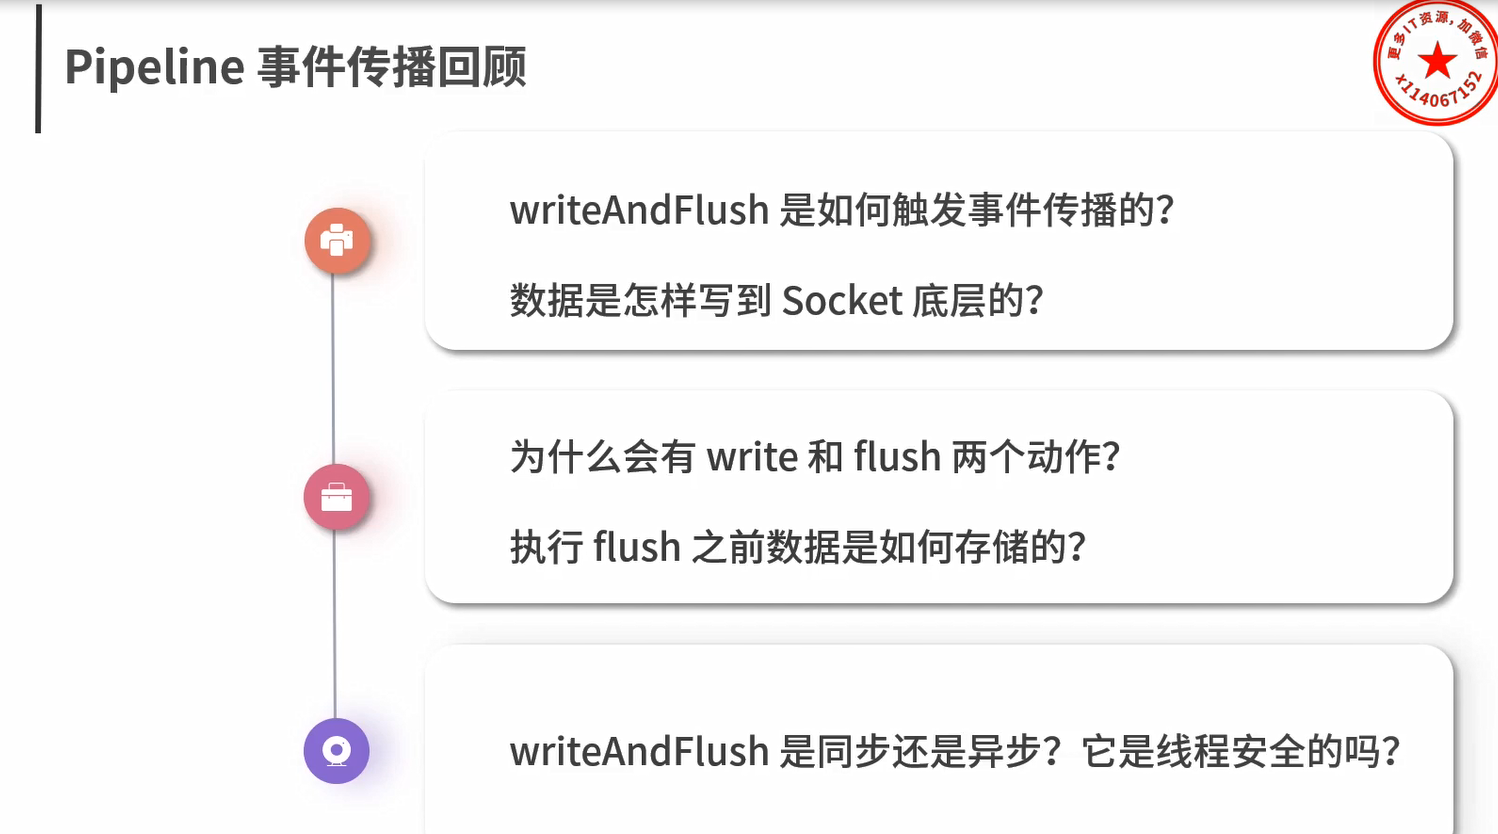 Pipeline 事件传播回顾
更多IT资源,加微信
x114067152
writeAndFlush 是如何触发事件传播的?
数据是怎样写到 Socket 底层的?
为什么会有 write 和 flush 两个动作?
执行 flush 之前数据是如何存储的?
writeAndFlush 是同步还是异步？它是线程安全的吗?